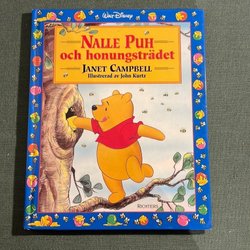 WALT DISNEY
NALLE PUH
och honungsträdet
JANET CAMPBELL
Illustrerad av John Kurtz
RICHTERS